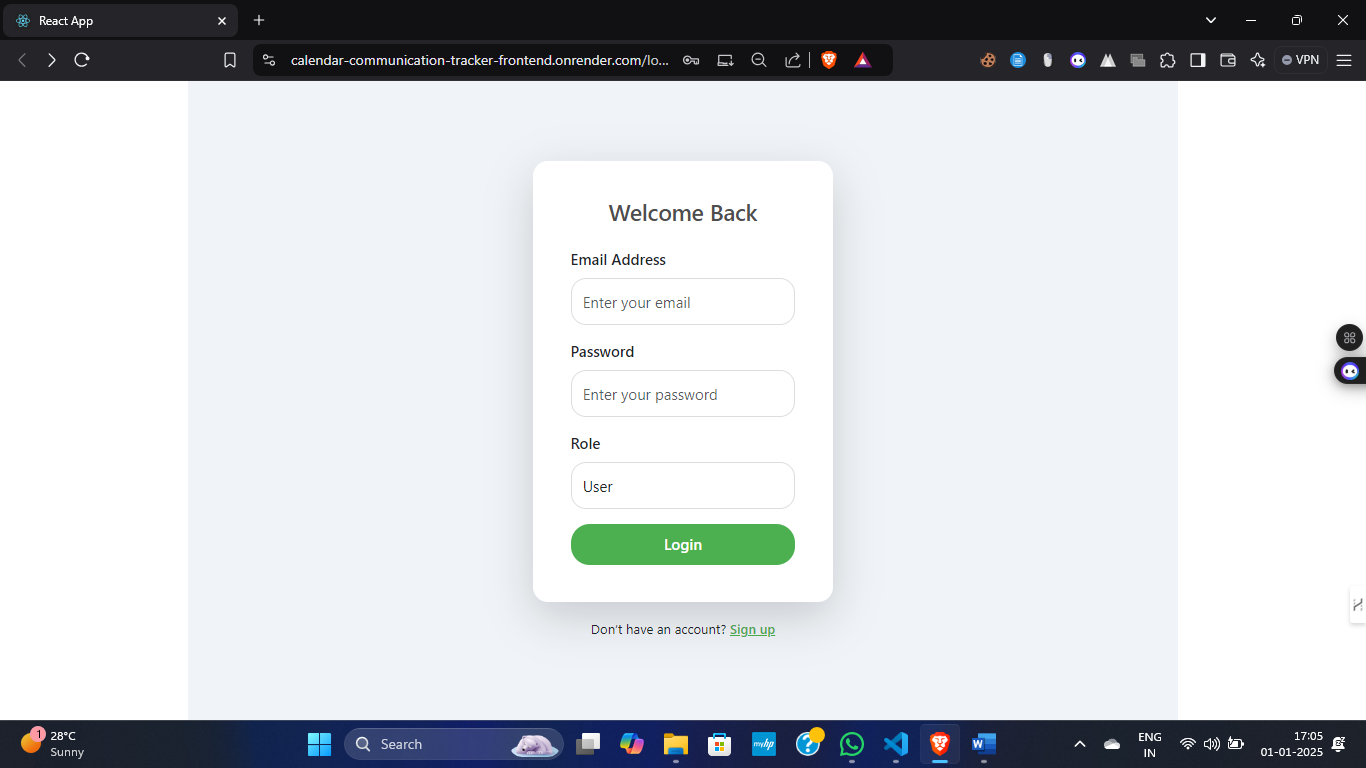 React App
calendar-communication-tracker-frontend.onrender.com/lo...
VPN
Welcome Back
Email Address
Enter your email
Password
Enter your password
Role
User
Login
Don't have an account? Sign up
1
28°C
Sunny
Search
myhp
W
ENG
IN
17:05
01-01-2025